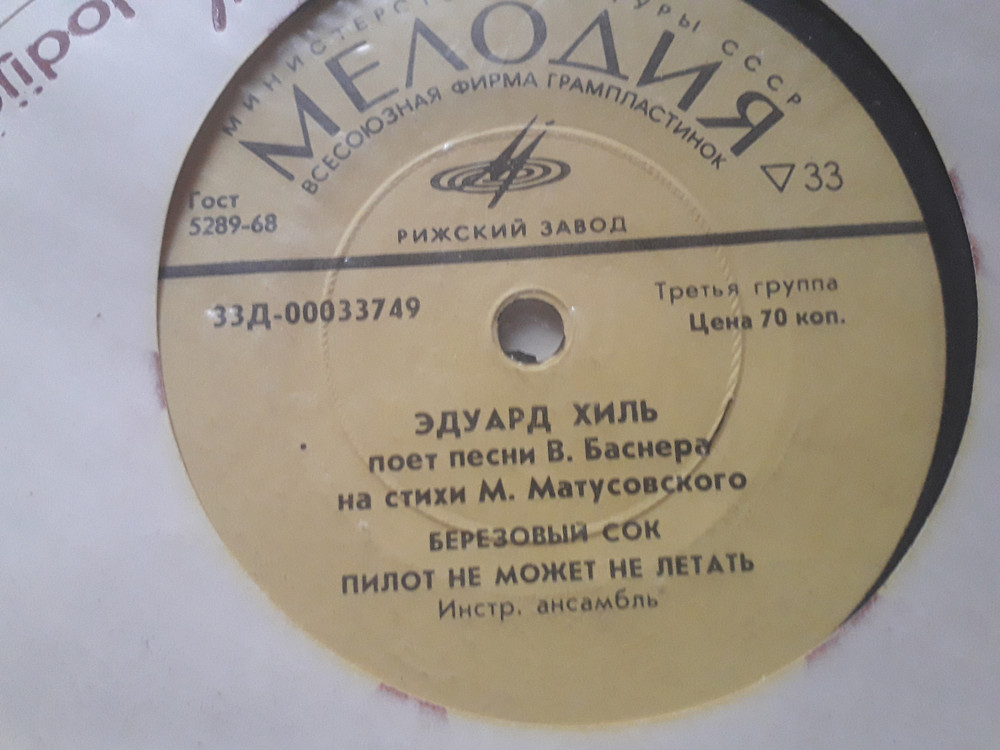 МИНИСТЕРСТВО КУЛЬТУРЫ СССР
МЕЛОДИЯ
ВСЕСОЮЗНАЯ ФИРМА ГРАМПЛАСТИНОК
33
Гост
5289-68
РИЖСКИЙ ЗАВОД
33Д-00033749
Третья группа
Цена 70 коп.
ЭДУАРД ХИЛЬ
поет песни В. Баснера
на стихи М. Матусовского
БЕРЕЗОВЫЙ СОК
ПИЛОТ НЕ МОЖЕТ НЕ ЛЕТАТЬ
Инстр. ансамбль